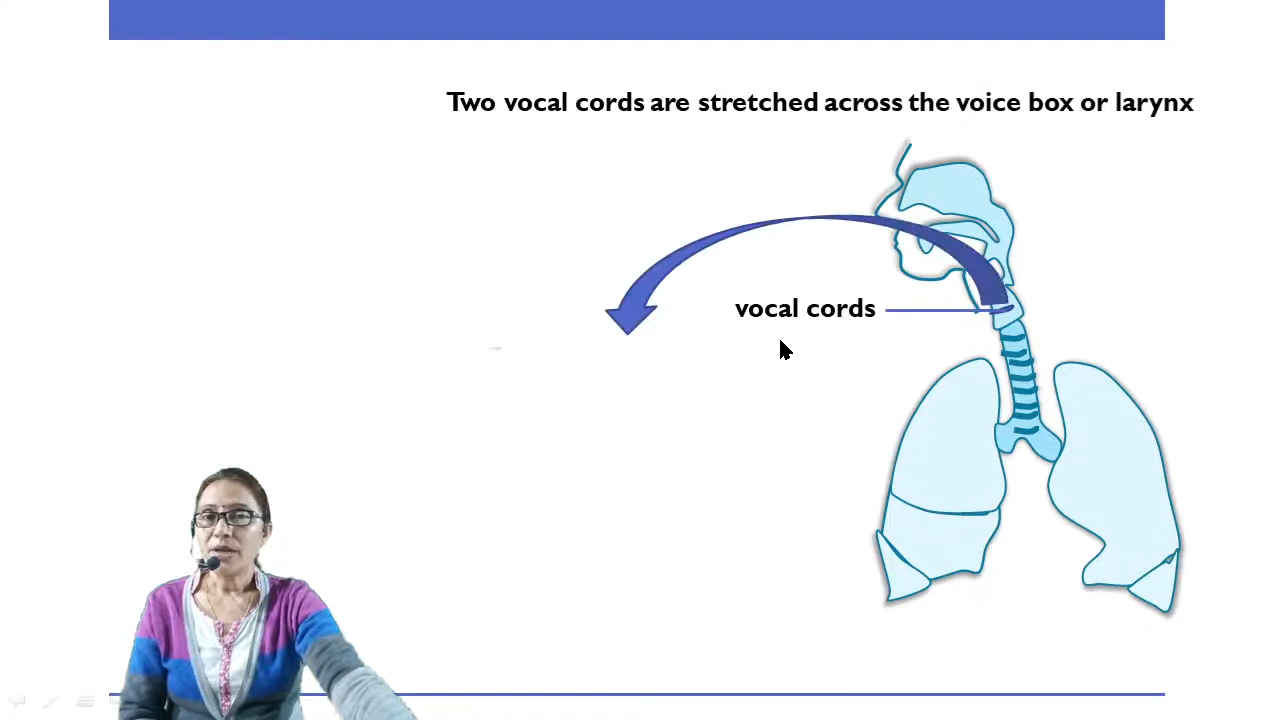 Two vocal cords are stretched across the voice box or larynx
vocal cords